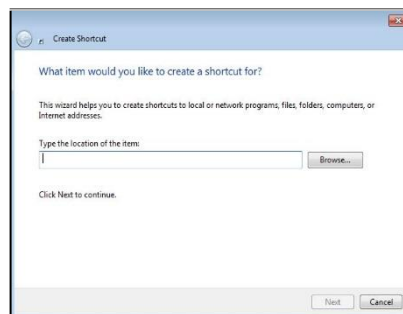 Create Shortcut
What item would you like to create a shortcut for?
This wizard helps you to create shortcuts to local or network programs, files, folders, computers, or
Internet addresses.
Type the location of the item:
Browse...
Click Next to continue.
Next Cancel